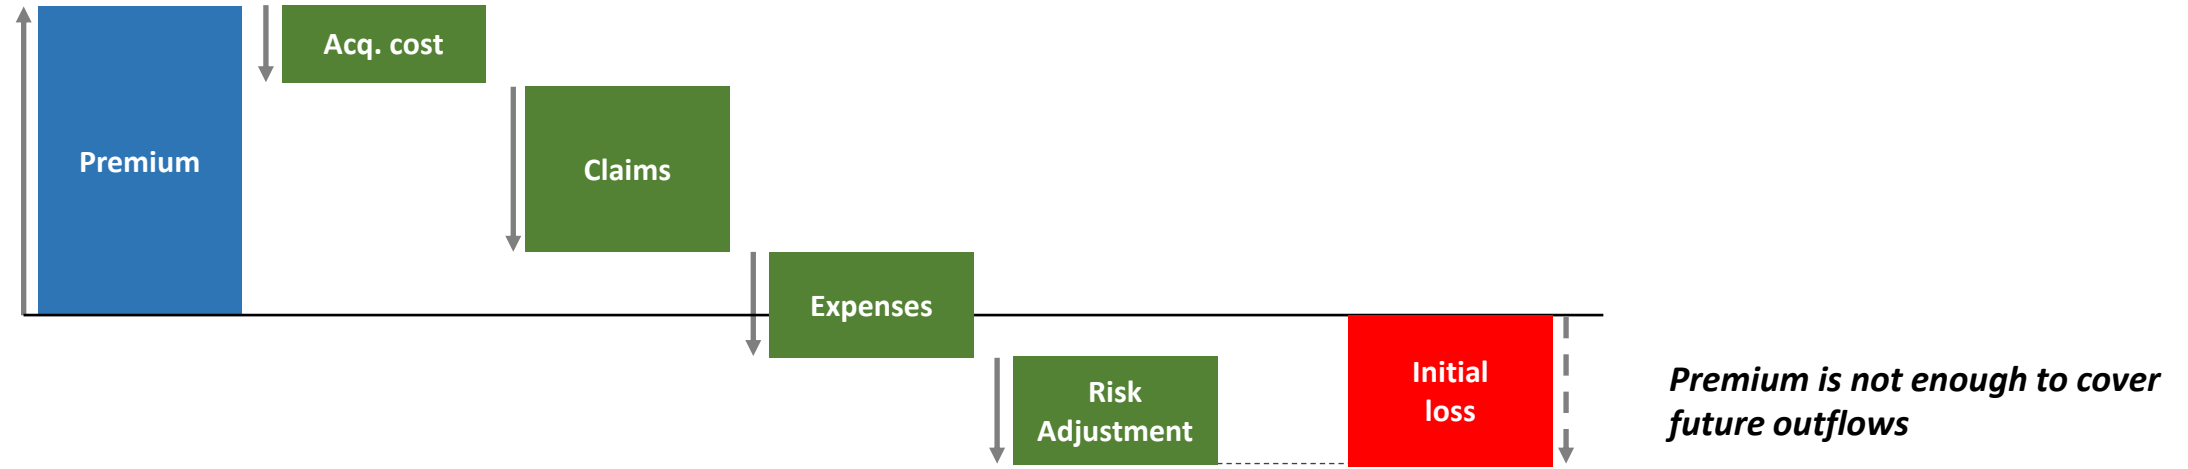 Premium
Acq. cost
Claims
Expenses
Risk
Adjustment
Initial
loss
Premium is not enough to cover
future outflows